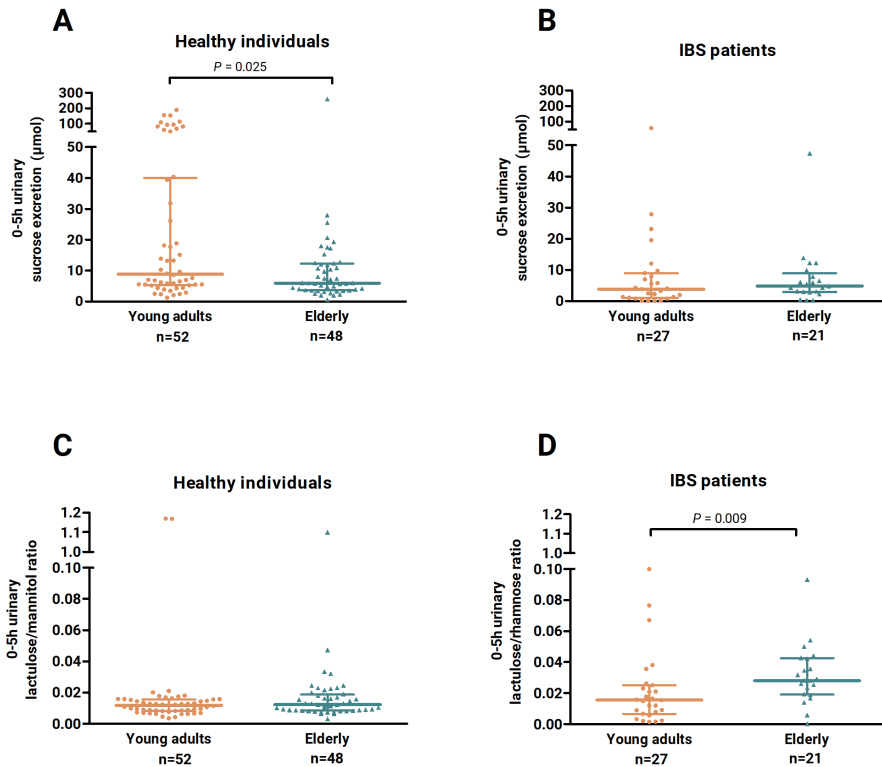 A
Healthy individuals
P = 0.025
0-5h urinary
sucrose excretion (μmol)
300
200
100
50
40
30
20
10
0
Young adults
n=52
Elderly
n=48
B
IBS patients
0-5h urinary
sucrose excretion (μmol)
300
200
100
50
40
30
20
10
0
Young adults
n=27
Elderly
n=21
C
Healthy individuals
0-5h urinary
lactulose/mannitol ratio
1.2
1.1
1.0
0.10
0.08
0.06
0.04
0.02
0.00
Young adults
n=52
Elderly
n=48
D
IBS patients
P = 0.009
0-5h urinary
lactulose/rhamnose ratio
1.2
1.1
1.0
0.10
0.08
0.06
0.04
0.02
0.00
Young adults
n=27
Elderly
n=21